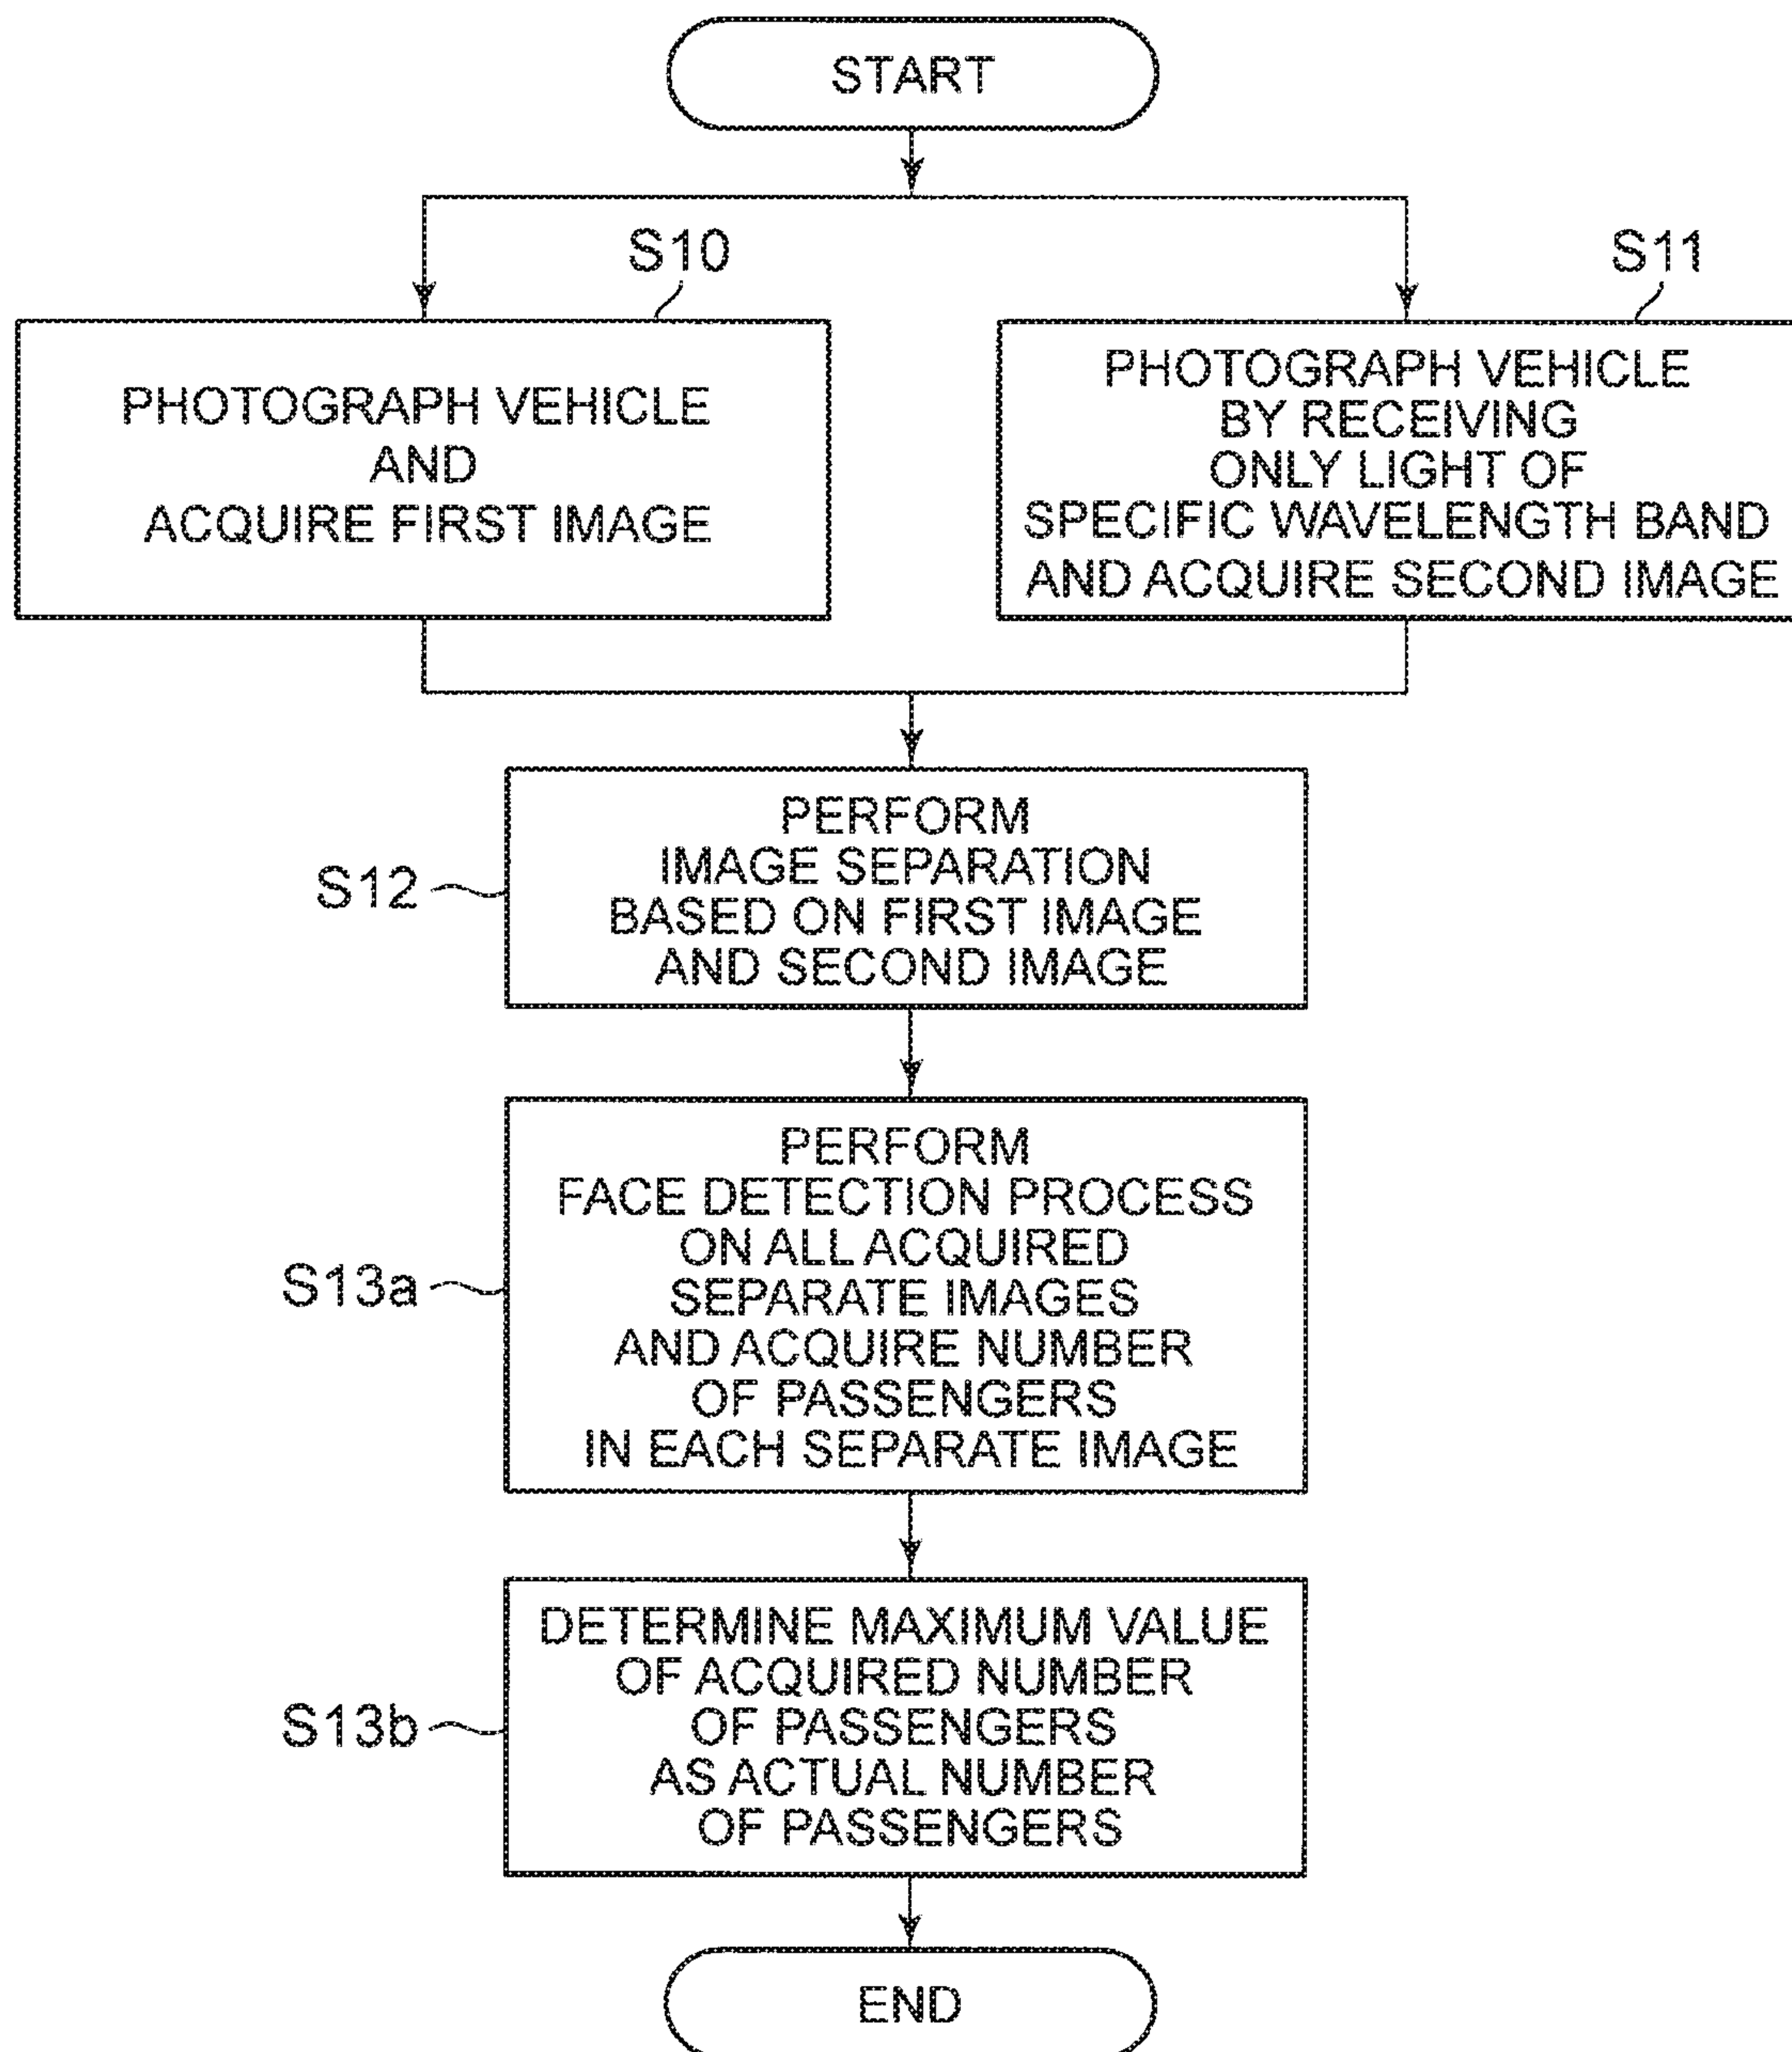 START
S10
PHOTOGRAPH VEHICLE
AND
ACQUIRE FIRST IMAGE
S11
PHOTOGRAPH VEHICLE
BY RECEIVING
ONLY LIGHT OF
SPECIFIC WAVELENGTH BAND
AND ACQUIRE SECOND IMAGE
S12
PERFORM
IMAGE SEPARATION
BASED ON FIRST IMAGE
AND SECOND IMAGE
S13a
PERFORM
FACE DETECTION PROCESS
ON ALL ACQUIRED
SEPARATE IMAGES
AND ACQUIRE NUMBER
OF PASSENGERS
IN EACH SEPARATE IMAGE
S13b
DETERMINE MAXIMUM VALUE
OF ACQUIRED NUMBER
OF PASSENGERS
AS ACTUAL NUMBER
OF PASSENGERS
END